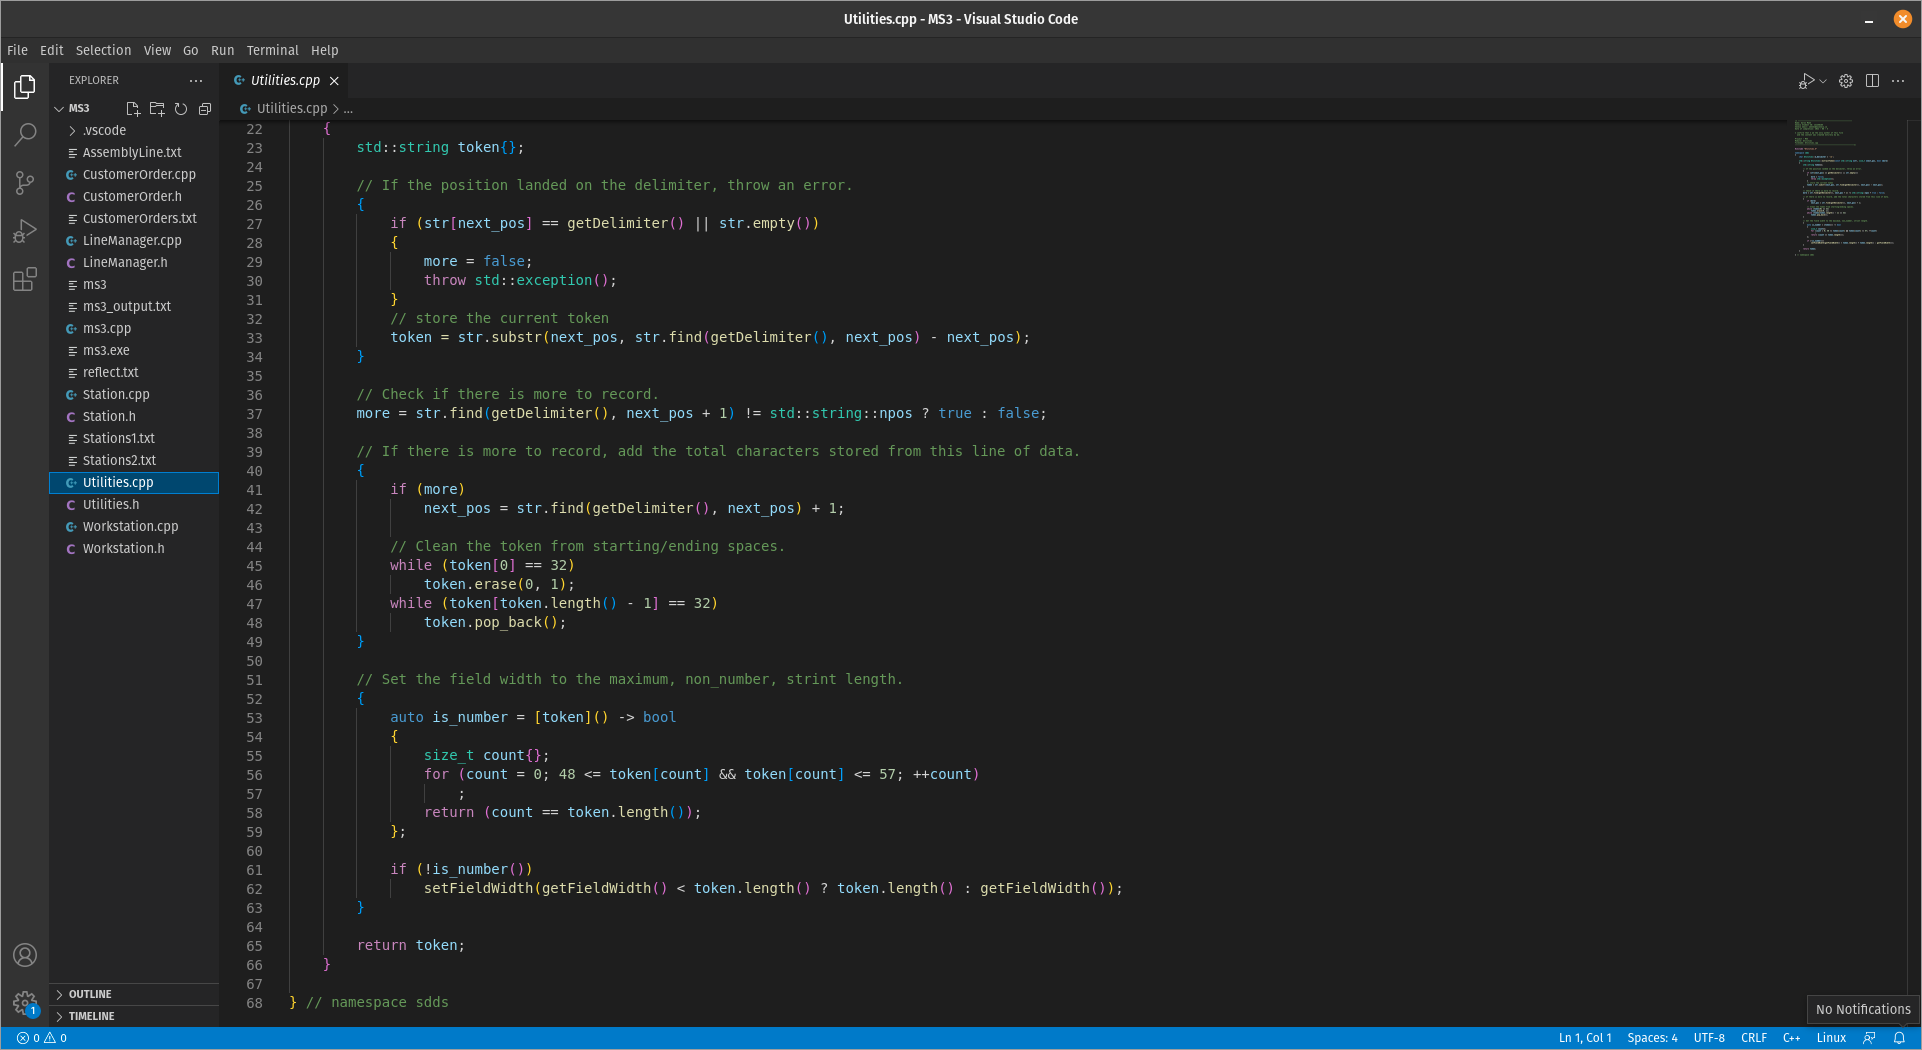 Utilities.cpp - MS3 - Visual Studio Code
File Edit Selection View Go Run Terminal Help
EXPLORER
Utilities.cpp
MS3
Utilities.cpp > ...
.vscode
AssemblyLine.txt
CustomerOrder.cpp
CustomerOrder.h
CustomerOrders.txt
LineManager.cpp
LineManager.h
ms3
ms3_output.txt
ms3.cpp
ms3.exe
reflect.txt
Station.cpp
Station.h
Stations1.txt
Stations2.txt
Utilities.cpp
Utilities.h
Workstation.cpp
Workstation.h
OUTLINE
TIMELINE
22 {
23 std::string token{};
24
25 // If the position landed on the delimiter, throw an error.
26 {
27 if (str[next_pos] == getDelimiter() || str.empty())
28 {
29 more = false;
30 throw std::exception();
31 }
32 // store the current token
33 token = str.substr(next_pos, str.find(getDelimiter(), next_pos) - next_pos);
34 }
35
36 // Check if there is more to record.
37 more = str.find(getDelimiter(), next_pos + 1) != std::string::npos ? true : false;
38
39 // If there is more to record, add the total characters stored from this line of data.
40 {
41 if (more)
42 next_pos = str.find(getDelimiter(), next_pos) + 1;
43
44 // Clean the token from starting/ending spaces.
45 while (token[0] == 32)
46 token.erase(0, 1);
47 while (token[token.length() - 1] == 32)
48 token.pop_back();
49 }
50
51 // Set the field width to the maximum, non_number, strint length.
52 {
53 auto is_number = [token]() -> bool
54 {
55 size_t count{};
56 for (count = 0; 48 <= token[count] && token[count] <= 57; ++count)
57 ;
58 return (count == token.length());
59 };
60
61 if (!is_number())
62 setFieldWidth(getFieldWidth() < token.length() ? token.length() : getFieldWidth());
63 }
64
65 return token;
66 }
67
68 } // namespace sdds
No Notifications
1
0 0
Ln 1, Col 1 Spaces: 4 UTF-8 CRLF C++ Linux